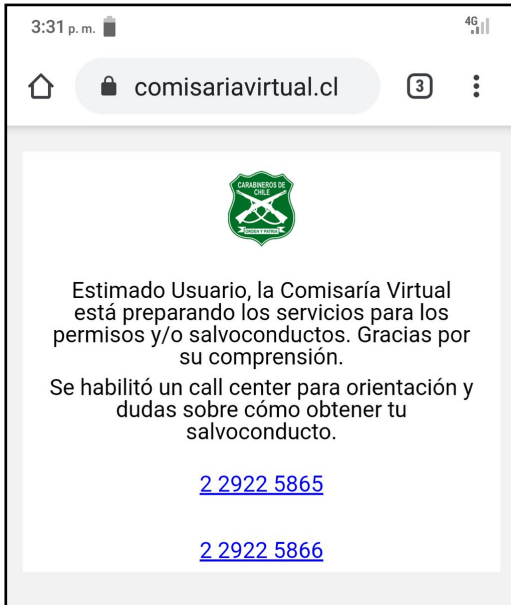 3:31 p. m.
4G
comisariavirtual.cl
3
CARABINEROS DE
CHILE
ORDEN Y PATRIA
Estimado Usuario, la Comisaría Virtual
está preparando los servicios para los
permisos y/o salvoconductos. Gracias por
su comprensión.
Se habilitó un call center para orientación y
dudas sobre cómo obtener tu
salvoconducto.
2 2922 5865
2 2922 5866